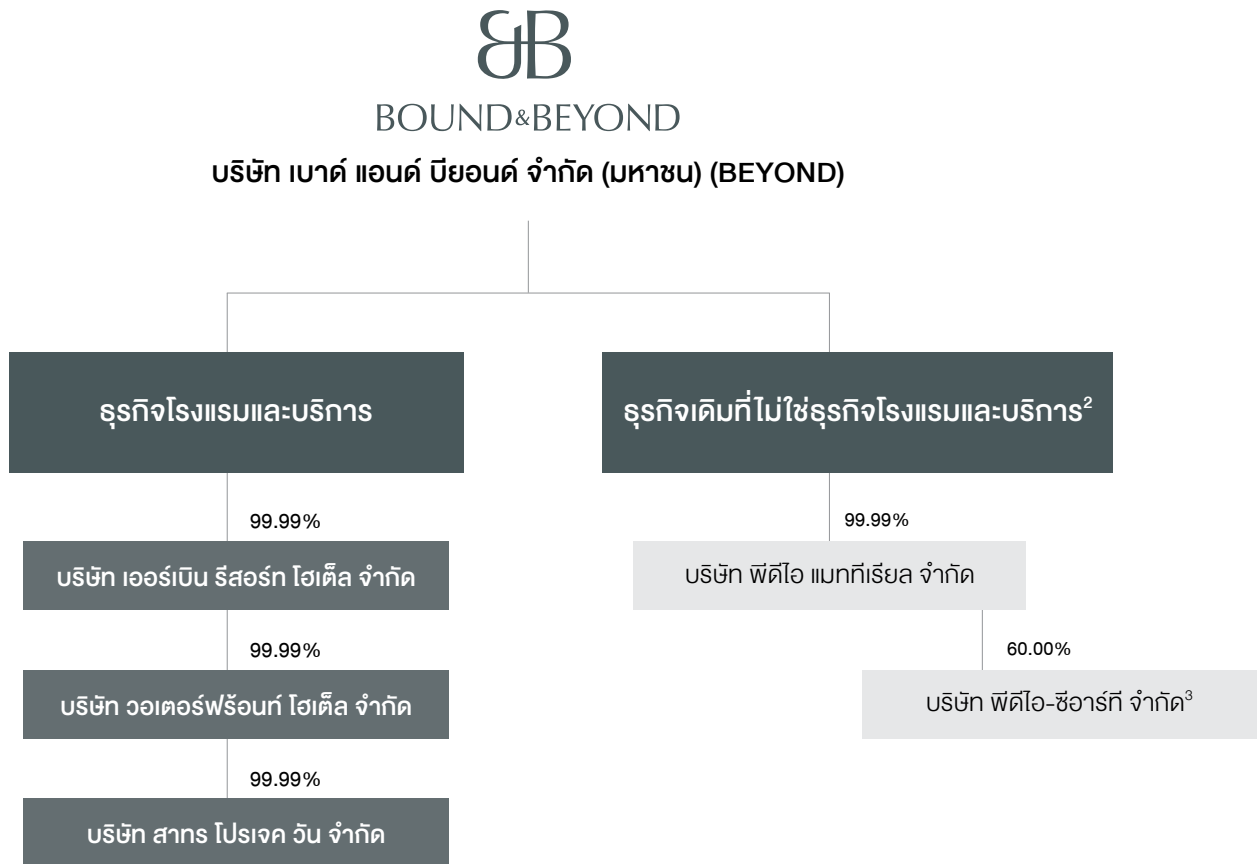 BOUND&BEYOND
บริษัท เบาด์ แอนด์ บียอนด์ จำกัด (มหาชน) (BEYOND)
ธุรกิจโรงแรมและบริการ
ธุรกิจเดิมที่ไม่ใช่ธุรกิจโรงแรมและบริการ²
99.99%
99.99%
บริษัท เออร์เบิน รีสอร์ท โฮเต็ล จำกัด
บริษัท พีดีไอ แมททีเรียล จำกัด
99.99%
60.00%
บริษัท วอเตอร์ฟร้อนท์ โฮเต็ล จำกัด
บริษัท พีดีไอ-ซีอาร์ที จำกัด³
99.99%
บริษัท สาทร โปรเจค วัน จำกัด